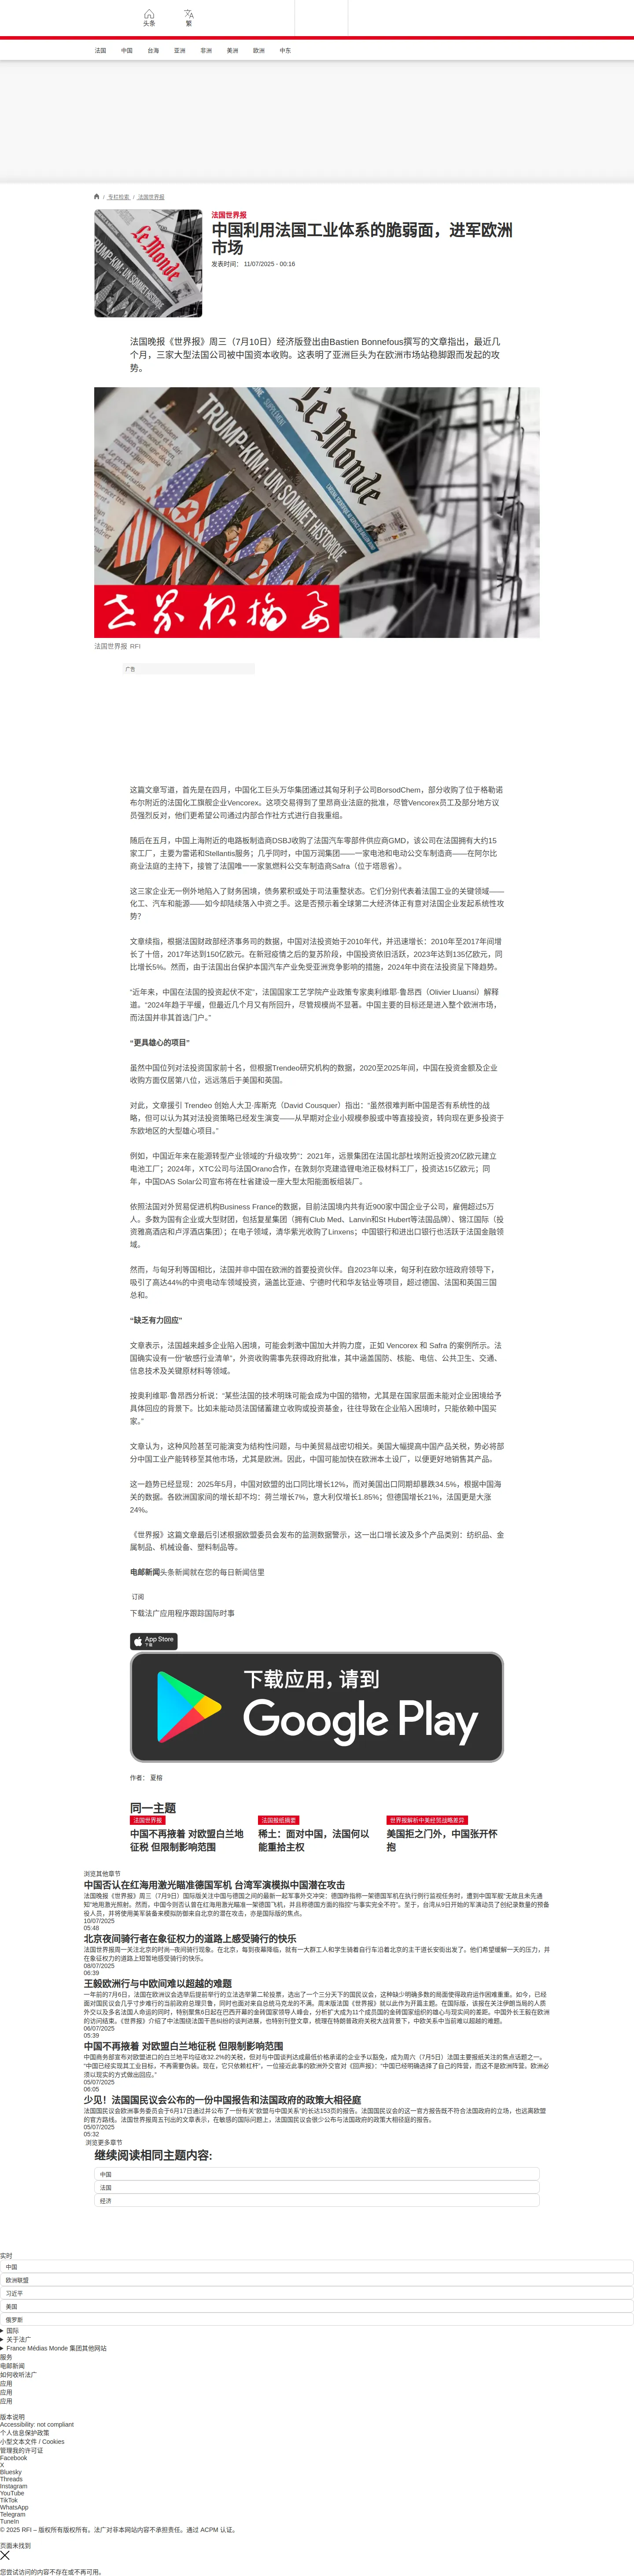 头条
繁
法国
中国
台海
亚洲
非洲
美洲
欧洲
中东
/ 专栏检索 / 法国世界报
法国世界报
中国利用法国工业体系的脆弱面，进军欧洲
市场
发表时间： 11/07/2025 - 00:16
Le Monde
TRUMP-KIM: UN SOMMET HISTORIQUE
法国晚报《世界报》周三（7月10日）经济版登出由Bastien Bonnefous撰写的文章指出，最近几
个月，三家大型法国公司被中国资本收购。这表明了亚洲巨头为在欧洲市场站稳脚跟而发起的攻
势。
Le Monde
TRUMP-KIM: UN SOMMET HISTORIQUE
世界报摘要
法国世界报 RFI
广告
这篇文章写道，首先是在四月，中国化工巨头万华集团通过其匈牙利子公司BorsodChem，部分收购了位于格勒诺
布尔附近的法国化工旗舰企业Vencorex。这项交易得到了里昂商业法庭的批准，尽管Vencorex员工及部分地方议
员强烈反对，他们更希望公司通过内部合作社方式进行自我重组。
随后在五月，中国上海附近的电路板制造商DSBJ收购了法国汽车零部件供应商GMD，该公司在法国拥有大约15
家工厂，主要为雷诺和Stellantis服务；几乎同时，中国万润集团——一家电池和电动公交车制造商——在阿尔比
商业法庭的主持下，接管了法国唯一一家氢燃料公交车制造商Safra（位于塔恩省）。
这三家企业无一例外地陷入了财务困境，债务累积或处于司法重整状态。它们分别代表着法国工业的关键领域——
化工、汽车和能源——如今却陆续落入中资之手。这是否预示着全球第二大经济体正有意对法国企业发起系统性攻
势？
文章续指，根据法国财政部经济事务司的数据，中国对法投资始于2010年代，并迅速增长：2010年至2017年间增
长了十倍，2017年达到150亿欧元。在新冠疫情之后的复苏阶段，中国投资依旧活跃，2023年达到135亿欧元，同
比增长5%。然而，由于法国出台保护本国汽车产业免受亚洲竞争影响的措施，2024年中资在法投资呈下降趋势。
“近年来，中国在法国的投资起伏不定”，法国国家工艺学院产业政策专家奥利维耶·鲁昂西（Olivier Lluansi）解释
道。“2024年趋于平缓，但最近几个月又有所回升，尽管规模尚不显著。中国主要的目标还是进入整个欧洲市场，
而法国并非其首选门户。”
“更具雄心的项目”
虽然中国位列对法投资国家前十名，但根据Trendeo研究机构的数据，2020至2025年间，中国在投资金额及企业
收购方面仅居第八位，远远落后于美国和英国。
对此，文章援引 Trendeo 创始人大卫·库斯克（David Cousquer）指出：“虽然很难判断中国是否有系统性的战
略，但可以认为其对法投资策略已经发生演变——从早期对企业小规模参股或中等直接投资，转向现在更多投资于
东欧地区的大型雄心项目。”
例如，中国近年来在能源转型产业领域的“升级攻势”：2021年，远景集团在法国北部杜埃附近投资20亿欧元建立
电池工厂；2024年，XTC公司与法国Orano合作，在敦刻尔克建造锂电池正极材料工厂，投资达15亿欧元；同
年，中国DAS Solar公司宣布将在杜省建设一座大型太阳能面板组装厂。
依照法国对外贸易促进机构Business France的数据，目前法国境内共有近900家中国企业子公司，雇佣超过5万
人。多数为国有企业或大型财团，包括复星集团（拥有Club Med、Lanvin和St Hubert等法国品牌）、锦江国际（投
资雅高酒店和卢浮酒店集团）；在电子领域，清华紫光收购了Linxens；中国银行和进出口银行也活跃于法国金融领
域。
然而，与匈牙利等国相比，法国并非中国在欧洲的首要投资伙伴。自2023年以来，匈牙利在欧尔班政府领导下，
吸引了高达44%的中资电动车领域投资，涵盖比亚迪、宁德时代和华友钴业等项目，超过德国、法国和英国三国
总和。
“缺乏有力回应”
文章表示，法国越来越多企业陷入困境，可能会刺激中国加大并购力度，正如 Vencorex 和 Safra 的案例所示。法
国确实设有一份“敏感行业清单”，外资收购需事先获得政府批准，其中涵盖国防、核能、电信、公共卫生、交通、
信息技术及关键原材料等领域。
按奥利维耶·鲁昂西分析说：“某些法国的技术明珠可能会成为中国的猎物，尤其是在国家层面未能对企业困境给予
具体回应的背景下。比如未能动员法国储蓄建立收购或投资基金，往往导致在企业陷入困境时，只能依赖中国买
家。”
文章认为，这种风险甚至可能演变为结构性问题，与中美贸易战密切相关。美国大幅提高中国产品关税，势必将部
分中国工业产能转移至其他市场，尤其是欧洲。因此，中国可能加快在欧洲本土设厂，以便更好地销售其产品。
这一趋势已经显现：2025年5月，中国对欧盟的出口同比增长12%，而对美国出口同期却暴跌34.5%，根据中国海
关的数据。各欧洲国家间的增长却不均：荷兰增长7%，意大利仅增长1.85%；但德国增长21%，法国更是大涨
24%。
《世界报》这篇文章最后引述根据欧盟委员会发布的监测数据警示，这一出口增长波及多个产品类别：纺织品、金
属制品、机械设备、塑料制品等。
电邮新闻头条新闻就在您的每日新闻信里
订阅
下载法广应用程序跟踪国际时事
App Store
下载
下载应用，请到
Google Play
作者： 夏榕
同一主题
法国世界报
中国不再掖着 对欧盟白兰地
征税 但限制影响范围
法国报纸摘要
稀土：面对中国，法国何以
能重拾主权
世界报解析中美经贸战略差异
美国拒之门外，中国张开怀
抱
浏览其他章节
中国否认在红海用激光瞄准德国军机 台湾军演模拟中国潜在攻击
法国晚报《世界报》周三（7月9日）国际版关注中国与德国之间的最新一起军事外交冲突：德国昨指称一架德国军机在执行例行监视任务时，遭到中国军舰“无故且未先通
知”地用激光照射。然而，中国今则否认曾在红海用激光瞄准一架德国飞机，并且称德国方面的指控“与事实完全不符”。至于，台湾从9日开始的军演动员了创纪录数量的预备
役人员，并将使用美军装备来模拟防御来自北京的潜在攻击，亦是国际版的焦点。
10/07/2025
05:48
北京夜间骑行者在象征权力的道路上感受骑行的快乐
法国世界报周一关注北京的时尚--夜间骑行现象。在北京，每到夜幕降临，就有一大群工人和学生骑着自行车沿着北京的主干道长安街出发了。他们希望缓解一天的压力，并
在象征权力的道路上短暂地感受骑行的快乐。
08/07/2025
06:39
王毅欧洲行与中欧间难以超越的难题
一年前的7月6日，法国在欧洲议会选举后提前举行的立法选举第二轮投票，选出了一个三分天下的国民议会，这种缺少明确多数的局面使得政府运作困难重重。如今，已经
面对国民议会几乎寸步难行的当前政府总理贝鲁，同时也面对来自总统马克龙的不满。周末版法国《世界报》就以此作为开篇主题。在国际版，该报在关注伊朗当局的人质
外交以及多名法国人命运的同时，特别聚焦6日起在巴西开幕的金砖国家领导人峰会，分析扩大成为11个成员国的金砖国家组织的雄心与现实间的差距。中国外长王毅在欧洲
的访问结束。《世界报》介绍了中法围绕法国干邑纠纷的谈判进展，也特别刊登文章，梳理在特朗普政府关税大战背景下，中欧关系中当前难以超越的难题。
06/07/2025
05:39
中国不再掖着 对欧盟白兰地征税 但限制影响范围
中国商务部宣布对欧盟进口的白兰地平均征收32.2%的关税，但对与中国谈判达成最低价格承诺的企业予以豁免，成为周六（7月5日）法国主要报纸关注的焦点话题之一。
“中国已经实现其工业目标，不再需要伪装。现在，它只依赖杠杆”，一位接近此事的欧洲外交官对《回声报》：“中国已经明确选择了自己的阵营，而这不是欧洲阵营。欧洲必
须以现实的方式做出回应。”
05/07/2025
06:05
少见！法国国民议会公布的一份中国报告和法国政府的政策大相径庭
法国国民议会欧洲事务委员会于6月17日通过并公布了一份有关“欧盟与中国关系”的长达153页的报告。法国国民议会的这一官方报告既不符合法国政府的立场，也远离欧盟
的官方路线。法国世界报周五刊出的文章表示，在敏感的国际问题上，法国国民议会很少公布与法国政府的政策大相径庭的报告。
05/07/2025
05:32
浏览更多章节
继续阅读相同主题内容:
中国
法国
经济
实时
中国
欧洲联盟
习近平
美国
俄罗斯
国际
关于法广
France Médias Monde 集团其他网站
服务
电邮新闻
如何收听法广
应用
应用
应用
版本说明
Accessibility: not compliant
个人信息保护政策
小型文本文件 / Cookies
管理我的许可证
Facebook
X
Bluesky
Threads
Instagram
YouTube
TikTok
WhatsApp
Telegram
TuneIn
© 2025 RFI – 版权所有版权所有。法广对非本网站内容不承担责任。通过 ACPM 认证。
页面未找到
您尝试访问的内容不存在或不再可用。